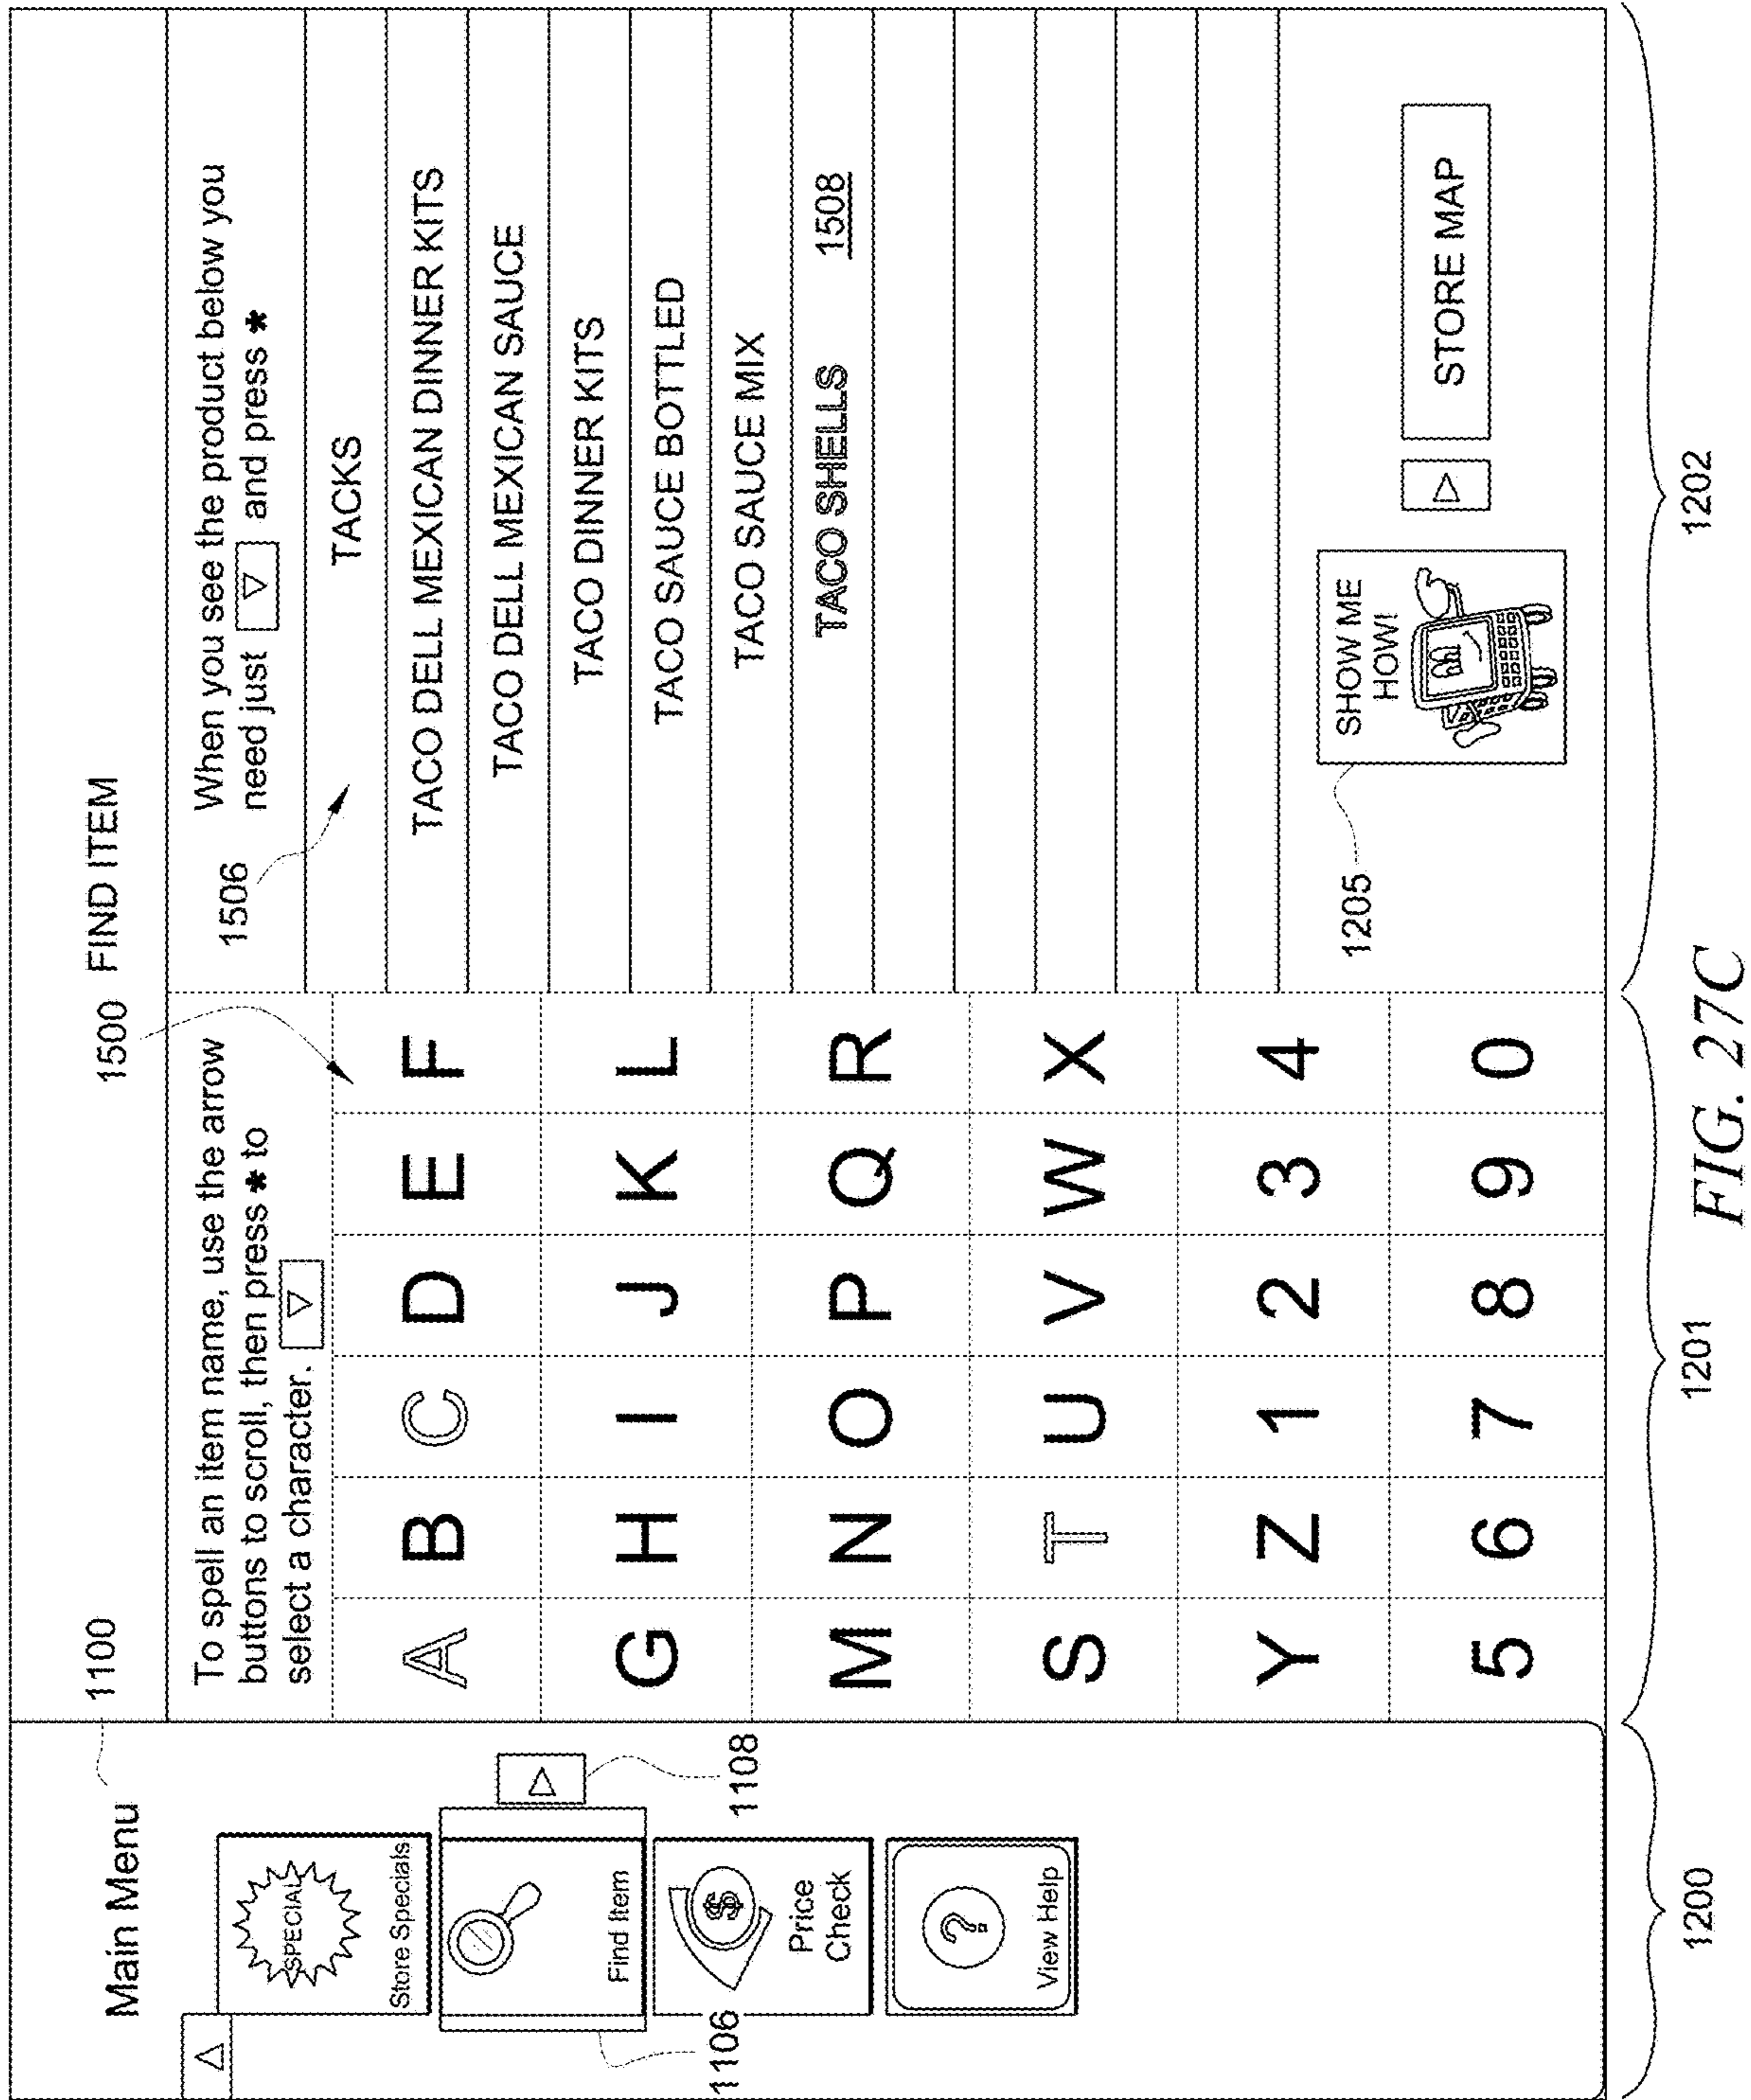 1100
1500 FIND ITEM
Main Menu
SPECIALS
Store Specials
Find Item
1108
1106
Price
Check
?
View Help
To spell an item name, use the arrow
buttons to scroll, then press * to
select a character.
A B C D E F
G H I J K L
M N O P Q R
S T U V W X
Y Z 1 2 3 4
5 6 7 8 9 0
1506
When you see the product below you
need just and press *
TACKS
TACO DELL MEXICAN DINNER KITS
TACO DELL MEXICAN SAUCE
TACO DINNER KITS
TACO SAUCE BOTTLED
TACO SAUCE MIX
TACO SHELLS 1508
1205
SHOW ME
HOW!
STORE MAP
1200
1201
1202
FIG. 27C